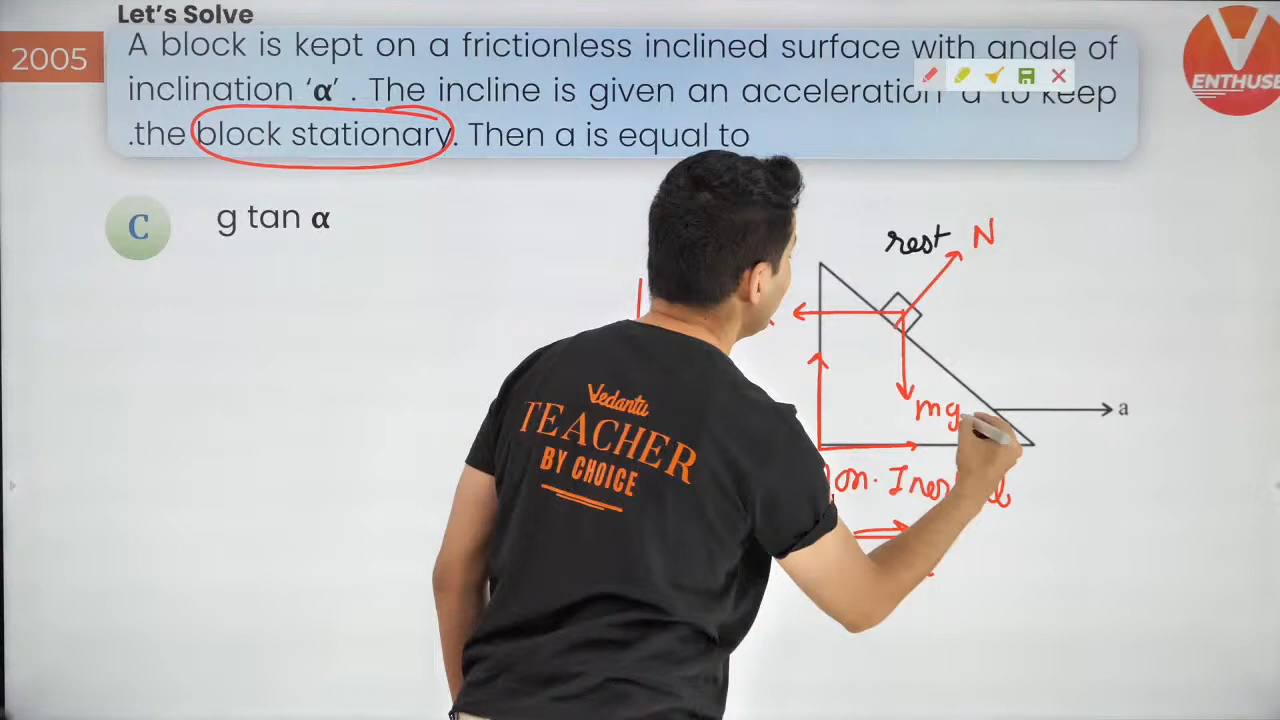 Let's Solve
2005
A block is kept on a frictionless inclined surface with angle of
inclination ‘α’ . The incline is given an acceleration to keep
.the block stationary. Then a is equal to
V
ENTHUSE
C
g tan α
rest
N
mg
a
Vedantu
TEACHER
BY CHOICE